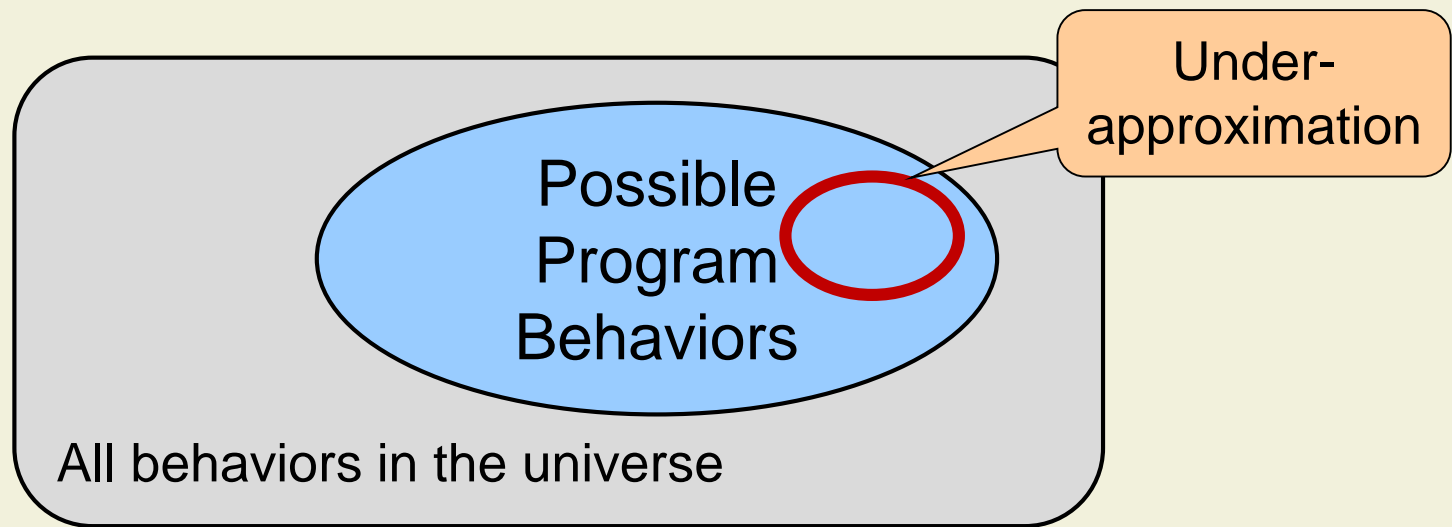 Under-
approximation
Possible
Program
Behaviors
All behaviors in the universe